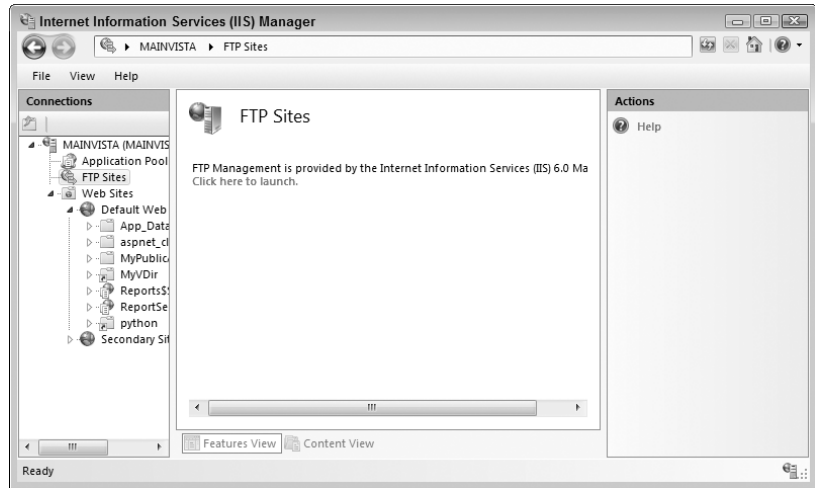 Internet Information Services (IIS) Manager
MAINVISTA FTP Sites
File View Help
Connections
MAINVISTA (MAINVIS
Application Pool
FTP Sites
Web Sites
Default Web
App_Data
aspnet_cl
MyPublic
MyVDir
Reports$S
ReportSe
python
Secondary Sit
FTP Sites
FTP Management is provided by the Internet Information Services (IIS) 6.0 Ma
Click here to launch.
Features View Content View
Actions
Help
Ready